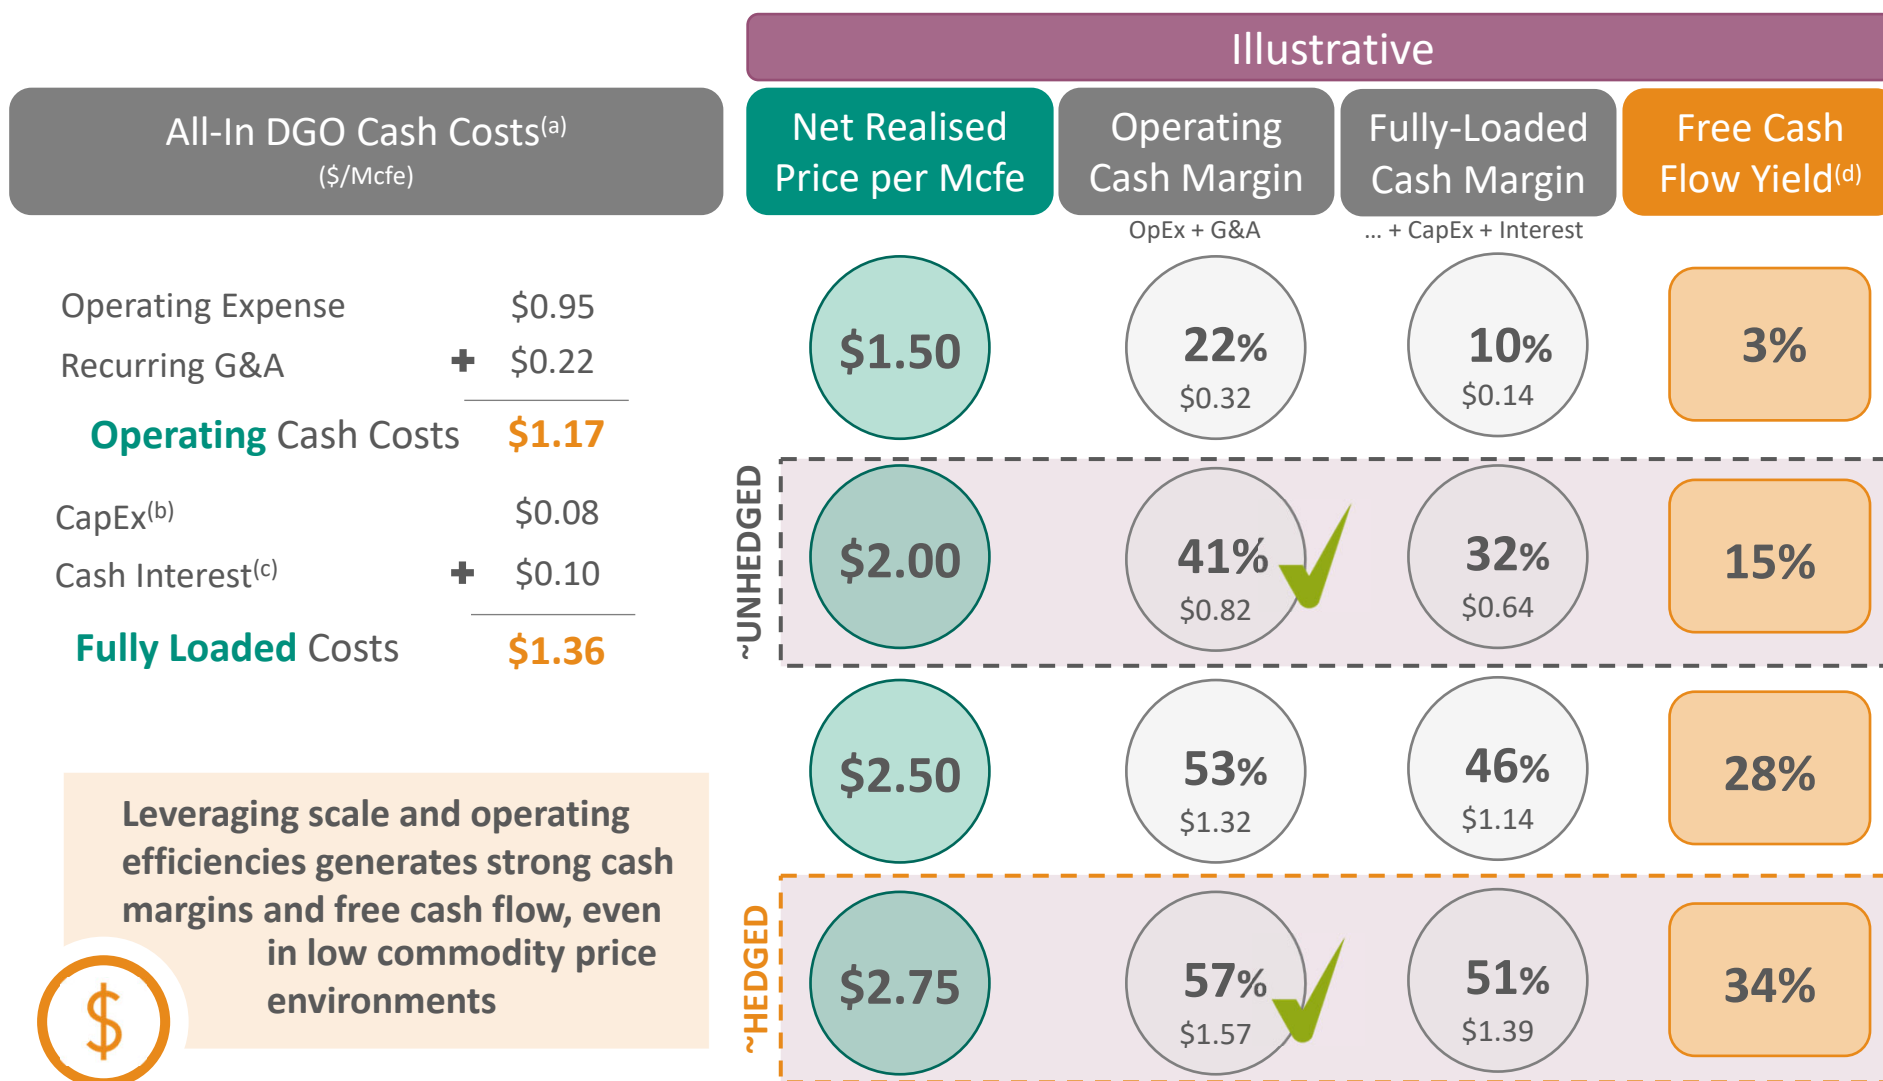 Illustrative
All-In DGO Cash Costs(a)
($/Mcfe)
Net Realised
Price per Mcfe
Operating
Cash Margin
Fully-Loaded
Cash Margin
Free Cash
Flow Yield(d)
OpEx + G&A
... + CapEx + Interest
Operating Expense $0.95
Recurring G&A + $0.22
Operating Cash Costs $1.17
CapEx(b) $0.08
Cash Interest(c) + $0.10
Fully Loaded Costs $1.36
Leveraging scale and operating
efficiencies generates strong cash
margins and free cash flow, even
in low commodity price
environments
$
$1.50
22%
$0.32
10%
$0.14
3%
~UNHEDGED
$2.00
41%
$0.82
32%
$0.64
15%
$2.50
53%
$1.32
46%
$1.14
28%
~HEDGED
$2.75
57%
$1.57
51%
$1.39
34%